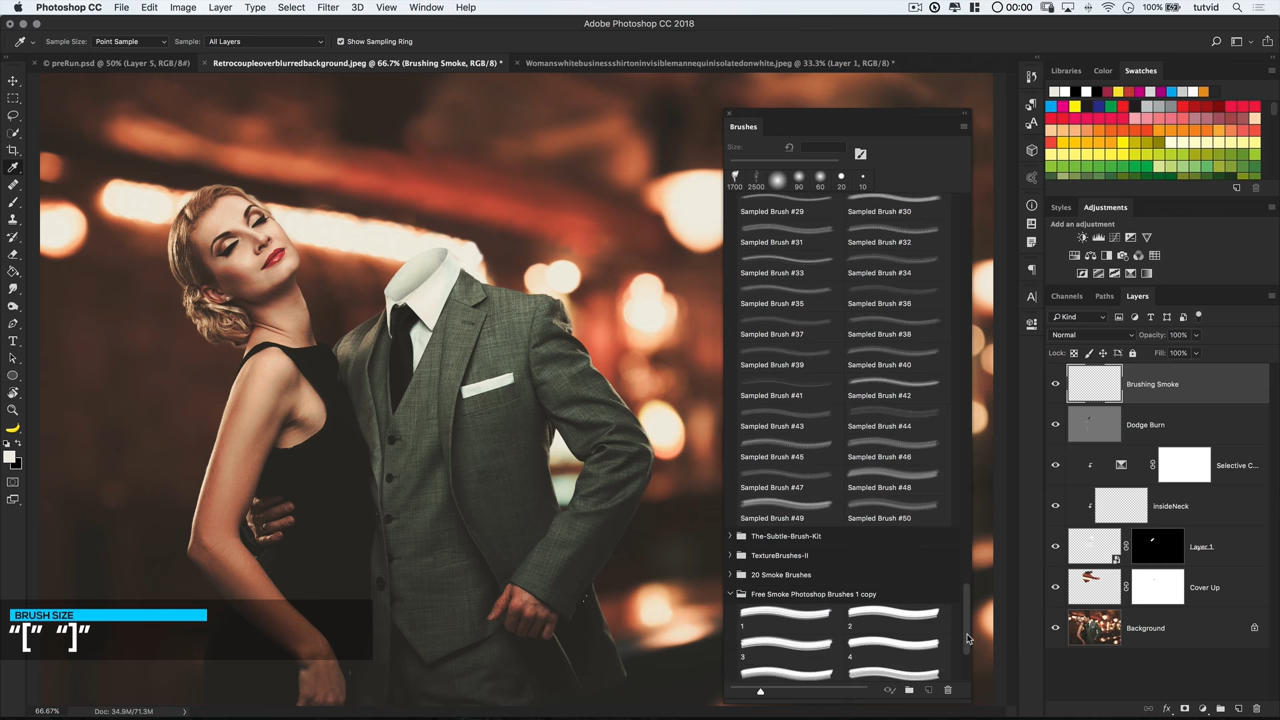 Photoshop CC File Edit Image Layer Type Select Filter 3D View Window Help 00:00 100% tutvid
Adobe Photoshop CC 2018
Sample Size: Point Sample Sample: All Layers Show Sampling Ring
© preRun.psd @ 50% (Layer 5, RGB/8#)
Retrocoupleoverblurredbackground.jpeg @ 66.7% (Brushing Smoke, RGB/8) *
Womanswhitebusinessshirtoninvisiblemannequinisolatedonwhite.jpeg @ 33.3% (Layer 1, RGB/8) *
Brushes
Size:
1700 2500 90 60 20 10
Sampled Brush #29 Sampled Brush #30
Sampled Brush #31 Sampled Brush #32
Sampled Brush #33 Sampled Brush #34
Sampled Brush #35 Sampled Brush #36
Sampled Brush #37 Sampled Brush #38
Sampled Brush #39 Sampled Brush #40
Sampled Brush #41 Sampled Brush #42
Sampled Brush #43 Sampled Brush #44
Sampled Brush #45 Sampled Brush #46
Sampled Brush #47 Sampled Brush #48
Sampled Brush #49 Sampled Brush #50
The-Subtle-Brush-Kit
TextureBrushes-II
20 Smoke Brushes
Free Smoke Photoshop Brushes 1 copy
1 2
3 4
Libraries Color Swatches
Styles Adjustments
Add an adjustment
Channels Paths Layers
Kind
Normal Opacity: 100%
Lock: Fill: 100%
Brushing Smoke
Dodge Burn
Selective C...
InsideNeck
Layer 1
Cover Up
Background
BRUSH SIZE
“[” “]”
66.67% Doc: 34.9M/71.3M